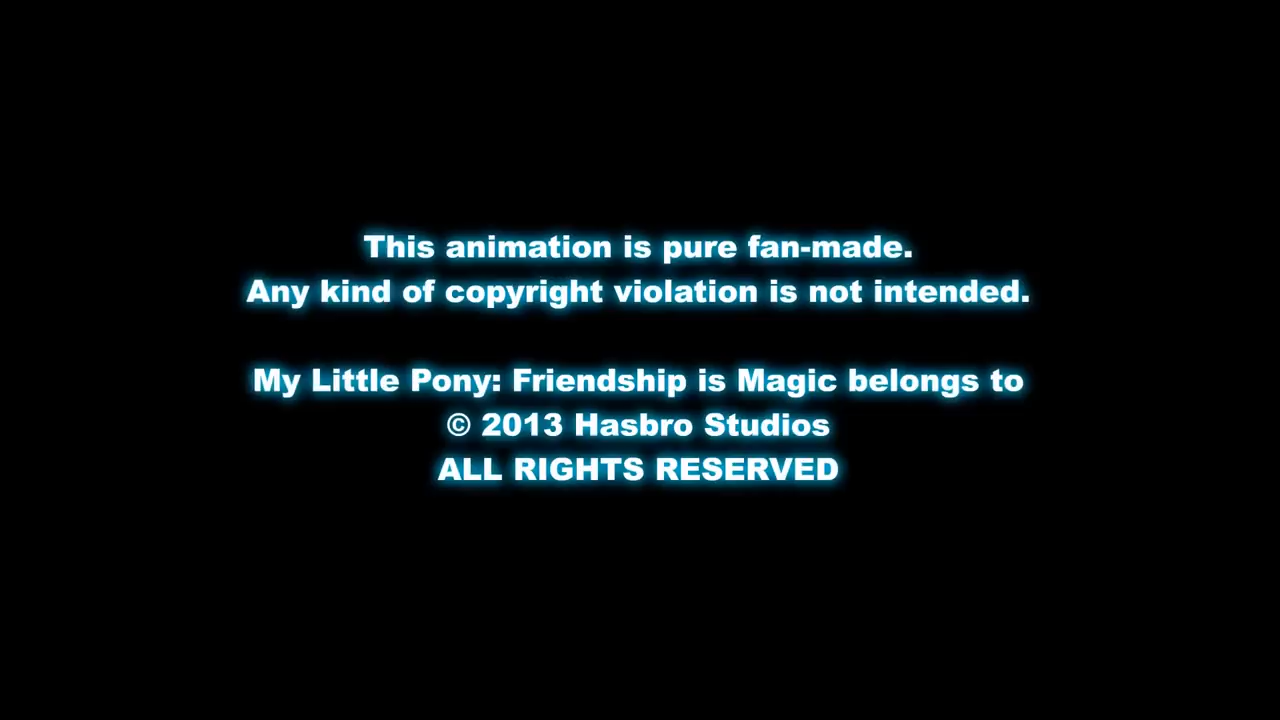 This animation is pure fan-made.
Any kind of copyright violation is not intended.
My Little Pony: Friendship is Magic belongs to
© 2013 Hasbro Studios
ALL RIGHTS RESERVED